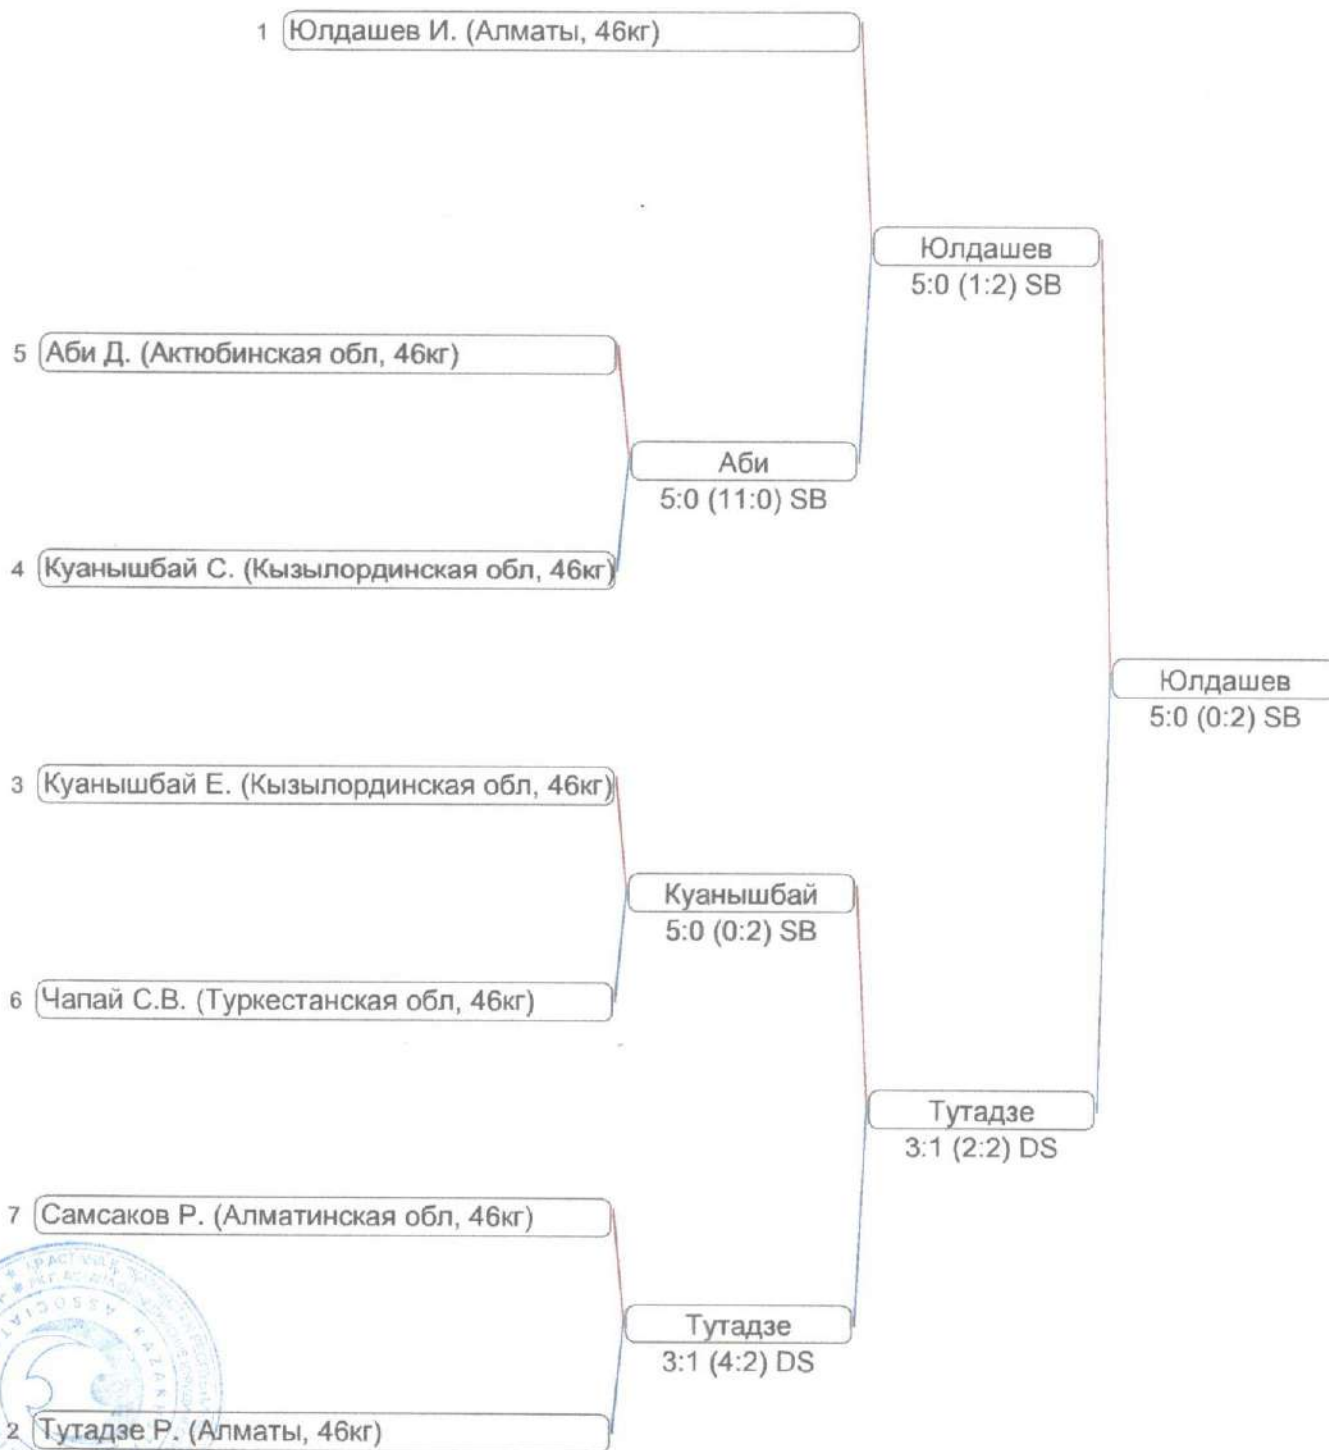 1 Юлдашев И. (Алматы, 46кг)
Юлдашев
5:0 (1:2) SB
5 Аби Д. (Актюбинская обл, 46кг)
Аби
5:0 (11:0) SB
4 Куанышбай С. (Кызылординская обл, 46кг)
Юлдашев
5:0 (0:2) SB
3 Куанышбай Е. (Кызылординская обл, 46кг)
Куанышбай
5:0 (0:2) SB
6 Чапай С.В. (Туркестанская обл, 46кг)
Тутадзе
3:1 (2:2) DS
7 Самсаков Р. (Алматинская обл, 46кг)
Тутадзе
3:1 (4:2) DS
2 Тутадзе Р. (Алматы, 46кг)